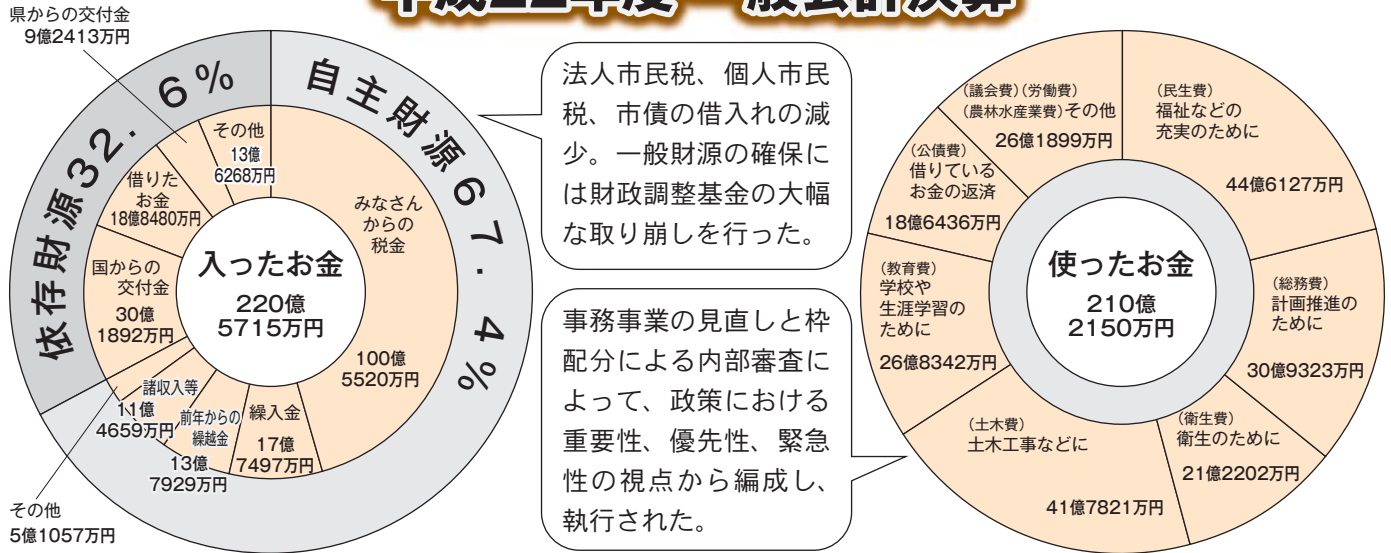 平成22年度一般会計決算
県からの交付金
9億2413万円
依存財源32.6%
自主財源67.4%
その他
13億
6268万円
借りた
お金
18億8480万円
国からの
交付金
30億
1892万円
みなさん
からの
税金
100億
5520万円
入ったお金
220億
5715万円
諸収入等
11億
4659万円
前年からの
繰越金
13億
7929万円
繰入金
17億
7497万円
その他
5億1057万円
法人市民税、個人市民
税、市債の借入れの減
少。一般財源の確保に
は財政調整基金の大幅
な取り崩しを行った。
事務事業の見直しと枠
配分による内部審査に
よって、政策における
重要性、優先性、緊急
性の視点から編成し、
執行された。
(議会費)(労働費)
(農林水産業費)その他
26億1899万円
(民生費)
福祉などの
充実のために
44億6127万円
(公債費)
借りている
お金の返済
18億6436万円
使ったお金
210億
2150万円
(教育費)
学校や
生涯学習の
ために
26億8342万円
(総務費)
計画推進の
ために
30億9323万円
(土木費)
土木工事などに
41億7821万円
(衛生費)
衛生のために
21億2202万円